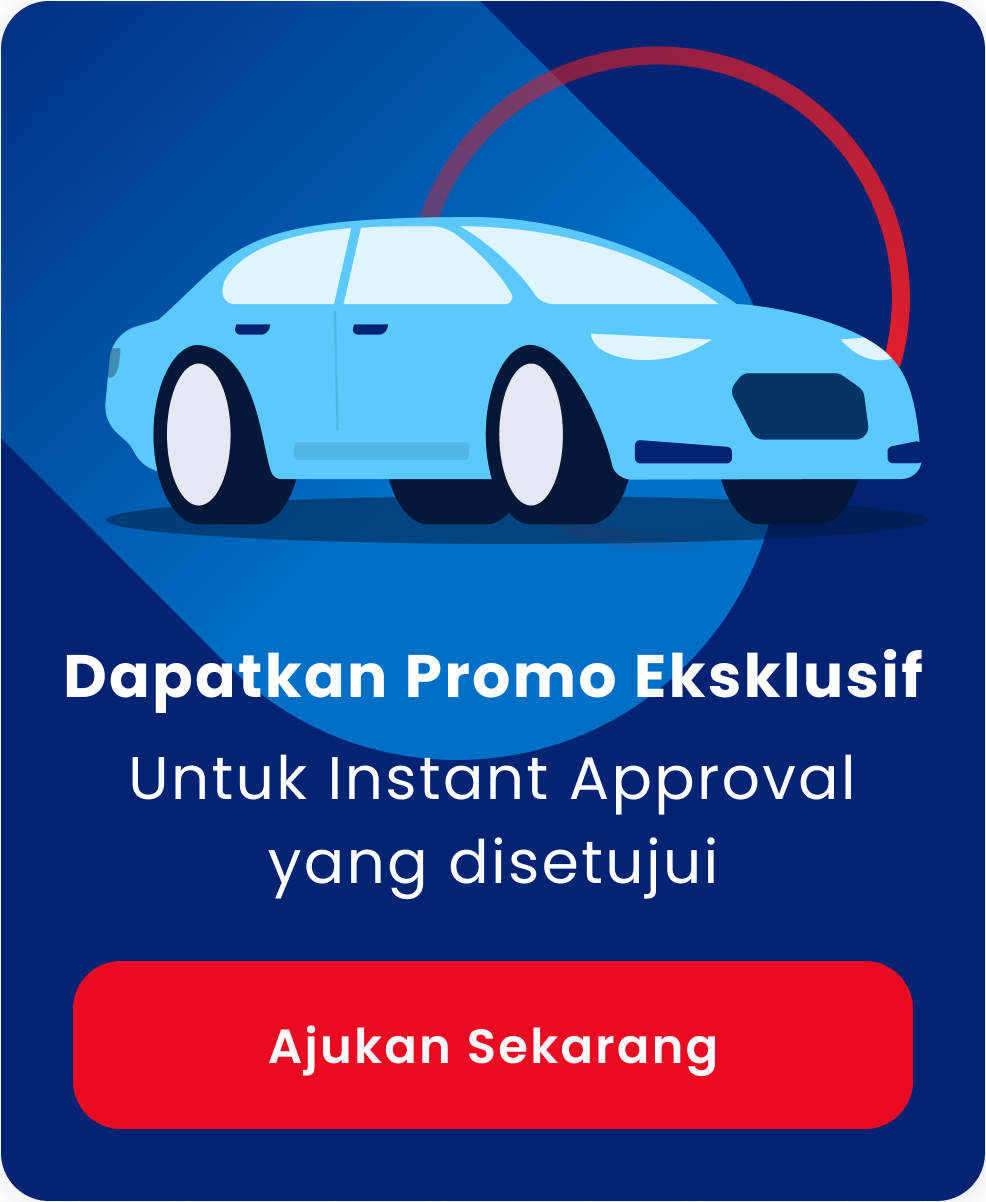 Dapatkan Promo Eksklusif
Untuk Instant Approval
yang disetujui
Ajukan Sekarang